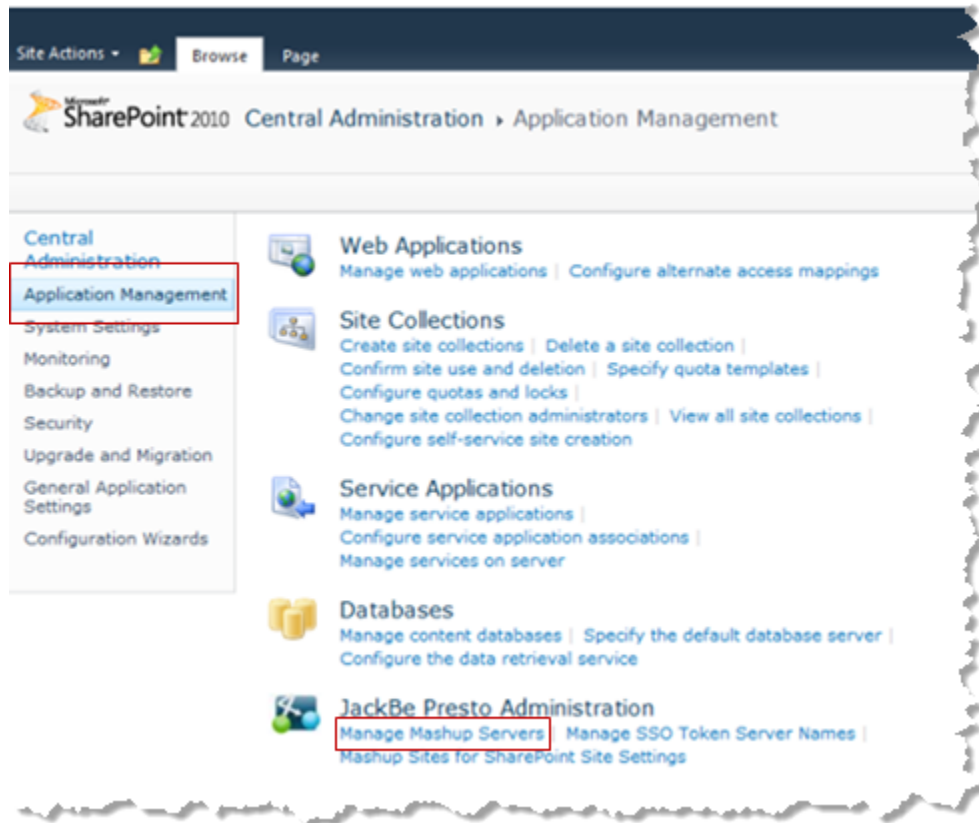 Site Actions Browse Page
Microsoft
SharePoint 2010 Central Administration Application Management
Central
Administration
Application Management
System Settings
Monitoring
Backup and Restore
Security
Upgrade and Migration
General Application
Settings
Configuration Wizards
Web Applications
Manage web applications | Configure alternate access mappings
Site Collections
Create site collections | Delete a site collection |
Confirm site use and deletion | Specify quota templates |
Configure quotas and locks |
Change site collection administrators | View all site collections |
Configure self-service site creation
Service Applications
Manage service applications |
Configure service application associations |
Manage services on server
Databases
Manage content databases | Specify the default database server |
Configure the data retrieval service
JackBe Presto Administration
Manage Mashup Servers | Manage SSO Token Server Names |
Mashup Sites for SharePoint Site Settings